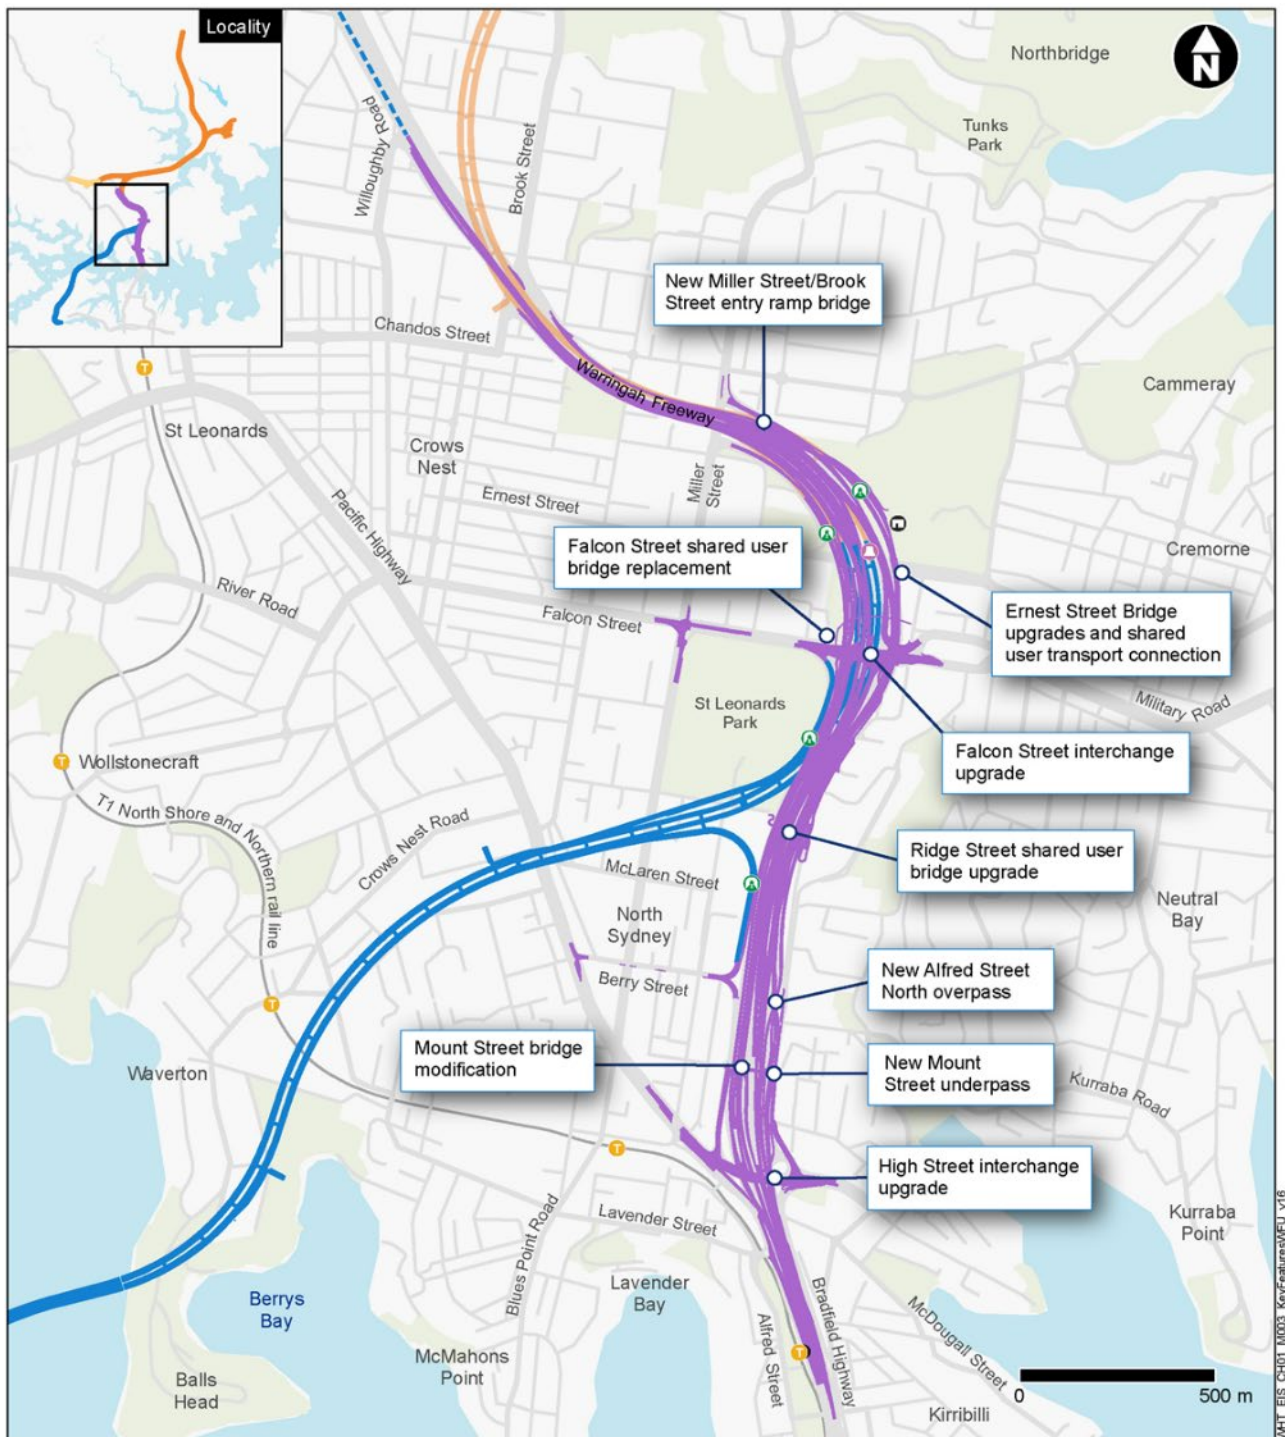 Locality
N
Northbridge
Tunks
Park
Willoughby Road
Brook Street
New Miller Street/Brook
Street entry ramp bridge
Chandos Street
Warringah Freeway
Cammeray
T
St Leonards
Crows
Nest
Miller
Street
Ernest Street
Pacific Highway
Falcon Street shared user
bridge replacement
Cremorne
River Road
Falcon Street
Ernest Street Bridge
upgrades and shared
user transport connection
St Leonards
Park
Military Road
T
Wollstonecraft
Falcon Street interchange
upgrade
T1 North Shore and Northern rail line
Crows Nest Road
McLaren Street
Ridge Street shared user
bridge upgrade
North
Sydney
Neutral
Bay
Berry Street
New Alfred Street
North overpass
T
Mount Street bridge
modification
Waverton
New Mount
Street underpass
Kurraba Road
T
High Street interchange
upgrade
Blues Point Road
Lavender Street
Kurraba
Point
Berrys
Bay
Lavender
Bay
Alfred Street
Bradfield Highway
McDougall Street
T
McMahons
Point
Balls
Head
0
500 m
Kirribilli
WHT_EIS_CH01_M003_KeyFeaturesWFU_v16